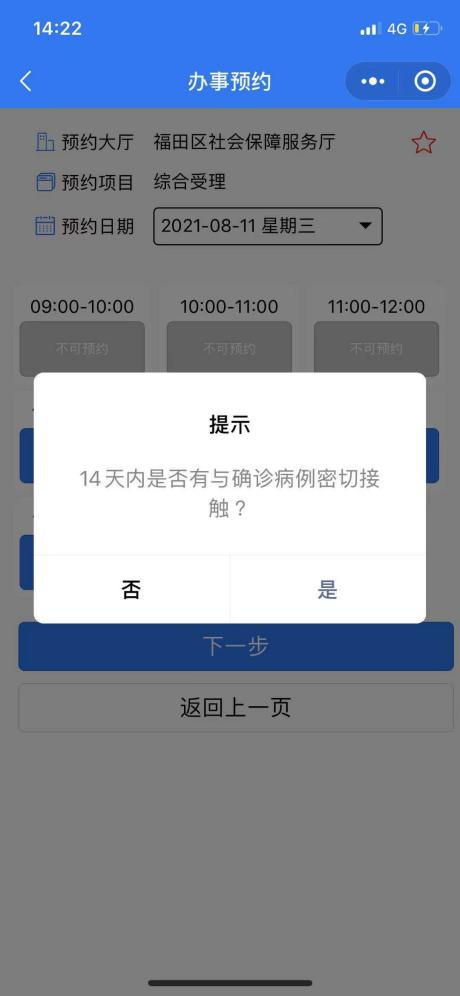 14:22
4G
办事预约
预约大厅 福田区社会保障服务厅
预约项目 综合受理
预约日期 2021-08-11 星期三
09:00-10:00 10:00-11:00 11:00-12:00
不可预约 不可预约 不可预约
提示
14天内是否有与确诊病例密切接
触？
否 是
下一步
返回上一页